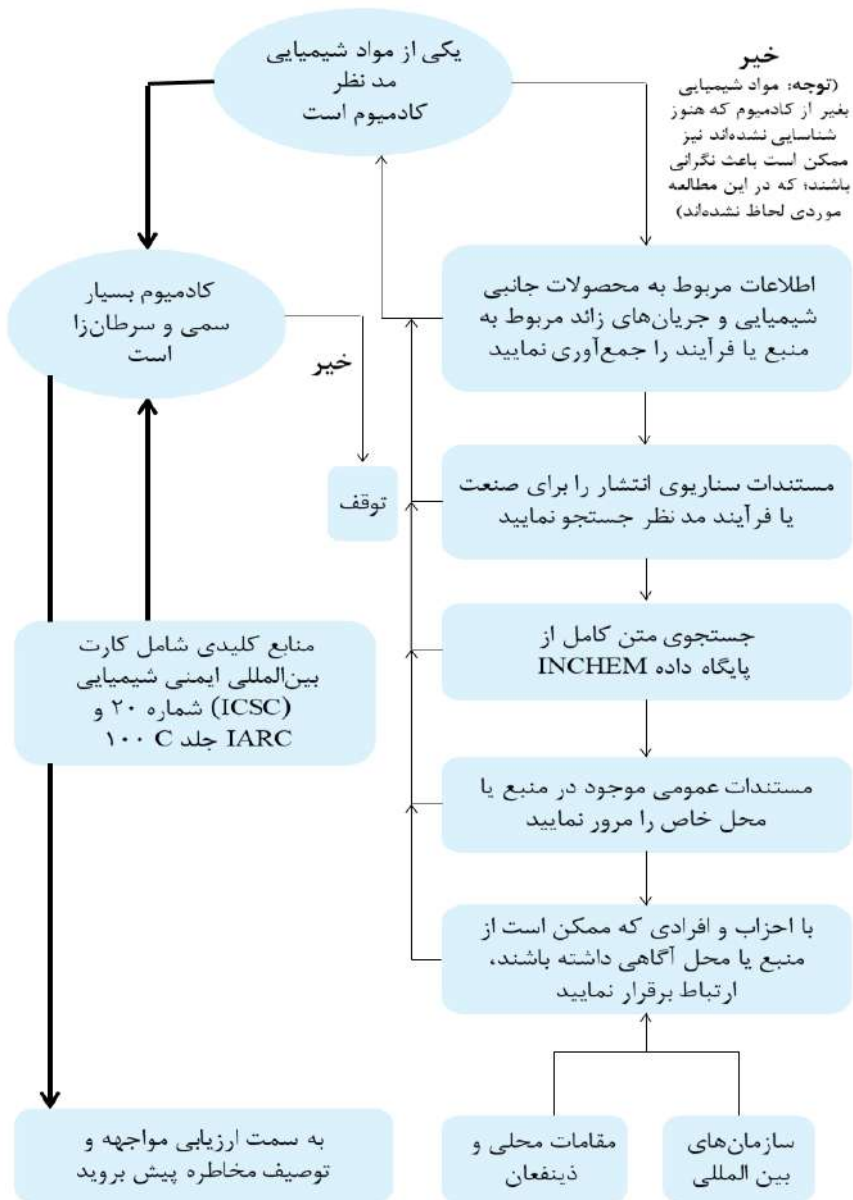 یکی از مواد شیمیایی
مد نظر
کادمیوم است
خیر
(توجه: مواد شیمیایی
بغیر از کادمیوم که هنوز
شناسایی نشده‌اند نیز
ممکن است باعث نگرانی
باشند؛ که در این مطالعه
موردی لحاظ نشده‌اند)
اطلاعات مربوط به محصولات جانبی
شیمیایی و جریان‌های زائد مربوط به
منبع یا فرآیند را جمع‌آوری نمایید
کادمیوم بسیار
سمی و سرطان‌زا
است
خیر
توقف
مستندات سناریوی انتشار را برای صنعت
یا فرآیند مد نظر جستجو نمایید
جستجوی متن کامل از
پایگاه داده INCHEM
منابع کلیدی شامل کارت
بین‌المللی ایمنی شیمیایی
(ICSC) شماره ۲۰ و
IARC جلد ۱۰۰ C
مستندات عمومی موجود در منبع یا
محل خاص را مرور نمایید
با احزاب و افرادی که ممکن است از
منبع یا محل آگاهی داشته باشند،
ارتباط برقرار نمایید
سازمان‌های
بین المللی
مقامات محلی و
ذینفعان
به سمت ارزیابی مواجهه و
توصیف مخاطره پیش بروید